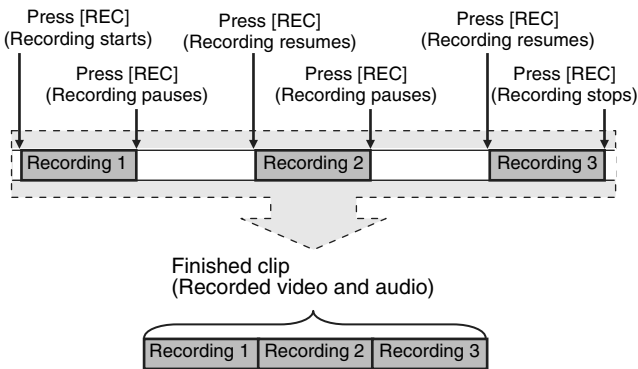 Press [REC]
(Recording starts)
Press [REC]
(Recording resumes)
Press [REC]
(Recording resumes)
Press [REC]
(Recording pauses)
Press [REC]
(Recording pauses)
Press [REC]
(Recording stops)
Recording 1
Recording 2
Recording 3
Finished clip
(Recorded video and audio)
Recording 1
Recording 2
Recording 3